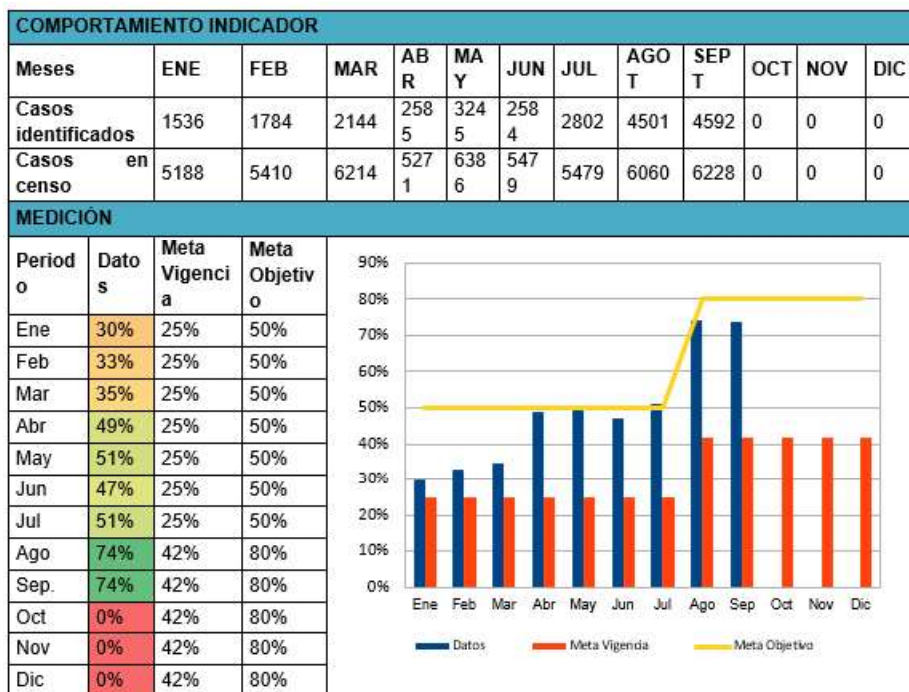 COMPORTAMIENTO INDICADOR
Meses ENE FEB MAR ABR MAY JUN JUL AGOT SEPT OCT NOV DIC
Casos identificados 1536 1784 2144 2585 3245 2584 2802 4501 4592 0 0 0
Casos en censo 5188 5410 6214 5271 6386 5479 5479 6060 6228 0 0 0
MEDICIÓN
Periodo Datos Meta Vigencia Meta Objetivo
Ene 30% 25% 50%
Feb 33% 25% 50%
Mar 35% 25% 50%
Abr 49% 25% 50%
May 51% 25% 50%
Jun 47% 25% 50%
Jul 51% 25% 50%
Ago 74% 42% 80%
Sep. 74% 42% 80%
Oct 0% 42% 80%
Nov 0% 42% 80%
Dic 0% 42% 80%
90%
80%
70%
60%
50%
40%
30%
20%
10%
0%
Ene Feb Mar Abr May Jun Jul Ago Sep Oct Nov Dic
Datos Meta Vigencia Meta Objetivo